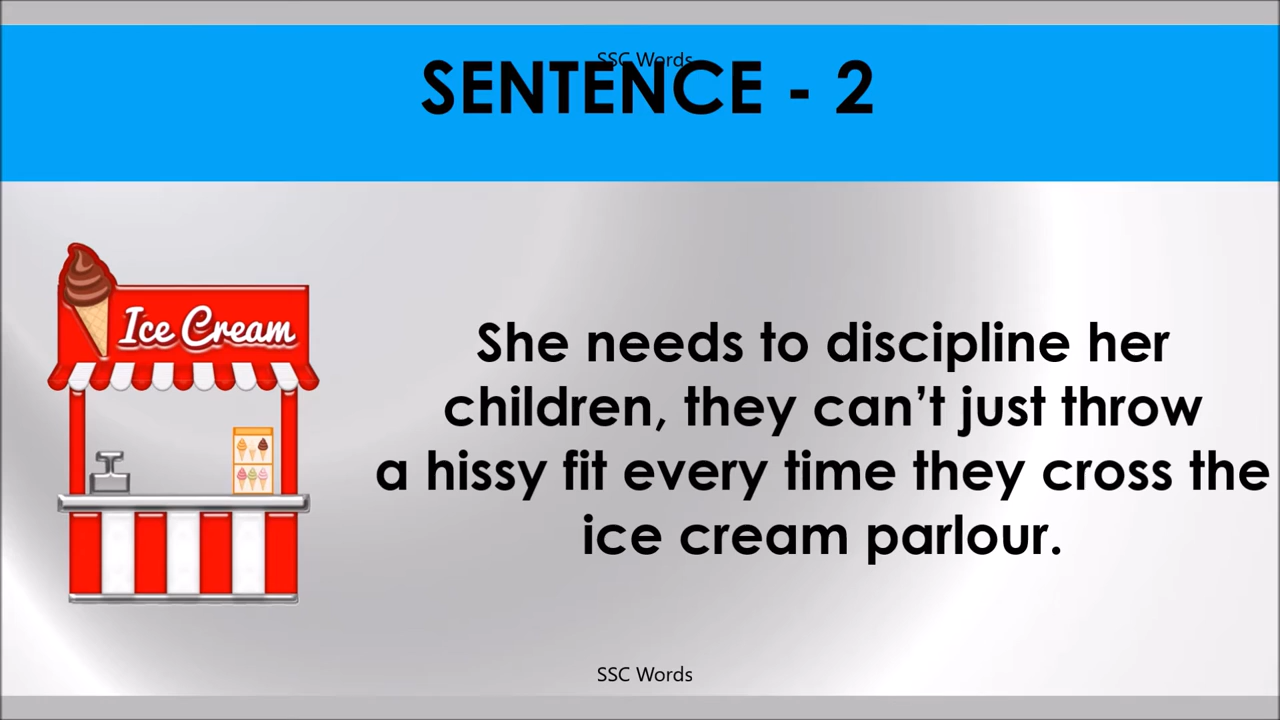 SSC Words
SENTENCE - 2
Ice Cream
She needs to discipline her
children, they can’t just throw
a hissy fit every time they cross the
ice cream parlour.
SSC Words